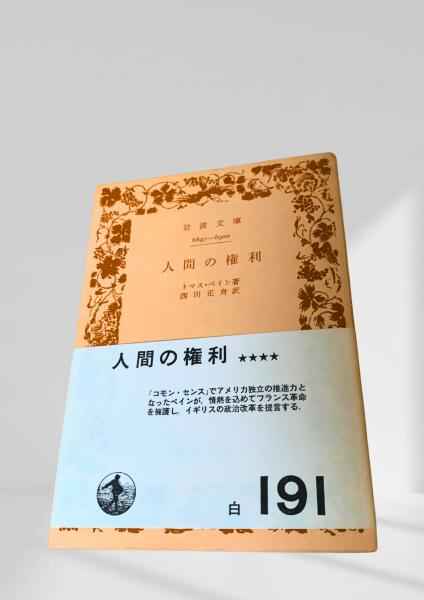 岩波文庫
6897—6900
人間の権利
トマス・ペイン著
西川正身訳
人間の権利 ★★★★
「コモン・センス」でアメリカ独立の推進力と
なったペインが，情熱を込めてフランス革命
を擁護し，イギリスの政治改革を提言する．
白 191